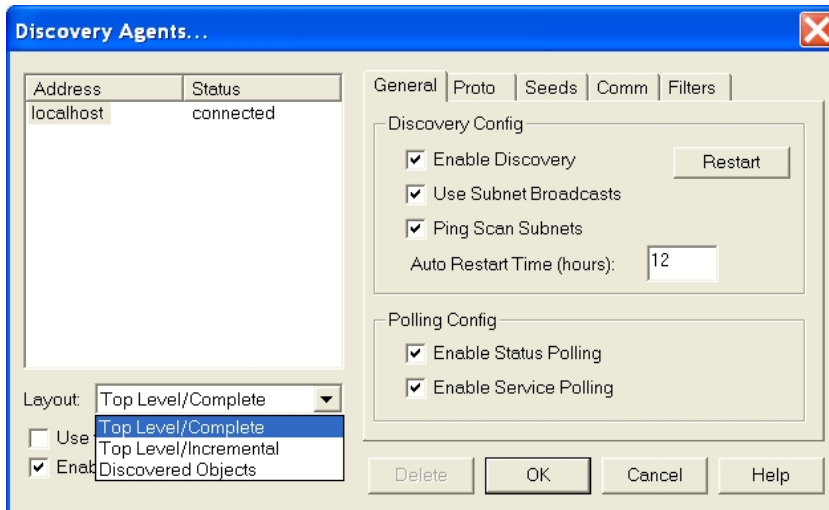 Discovery Agents...
Address Status
localhost connected
General Proto Seeds Comm Filters
Discovery Config
Enable Discovery Restart
Use Subnet Broadcasts
Ping Scan Subnets
Auto Restart Time (hours): 12
Polling Config
Enable Status Polling
Enable Service Polling
Layout: Top Level/Complete
Top Level/Complete
Top Level/Incremental
Discovered Objects
Use
Delete OK Cancel Help